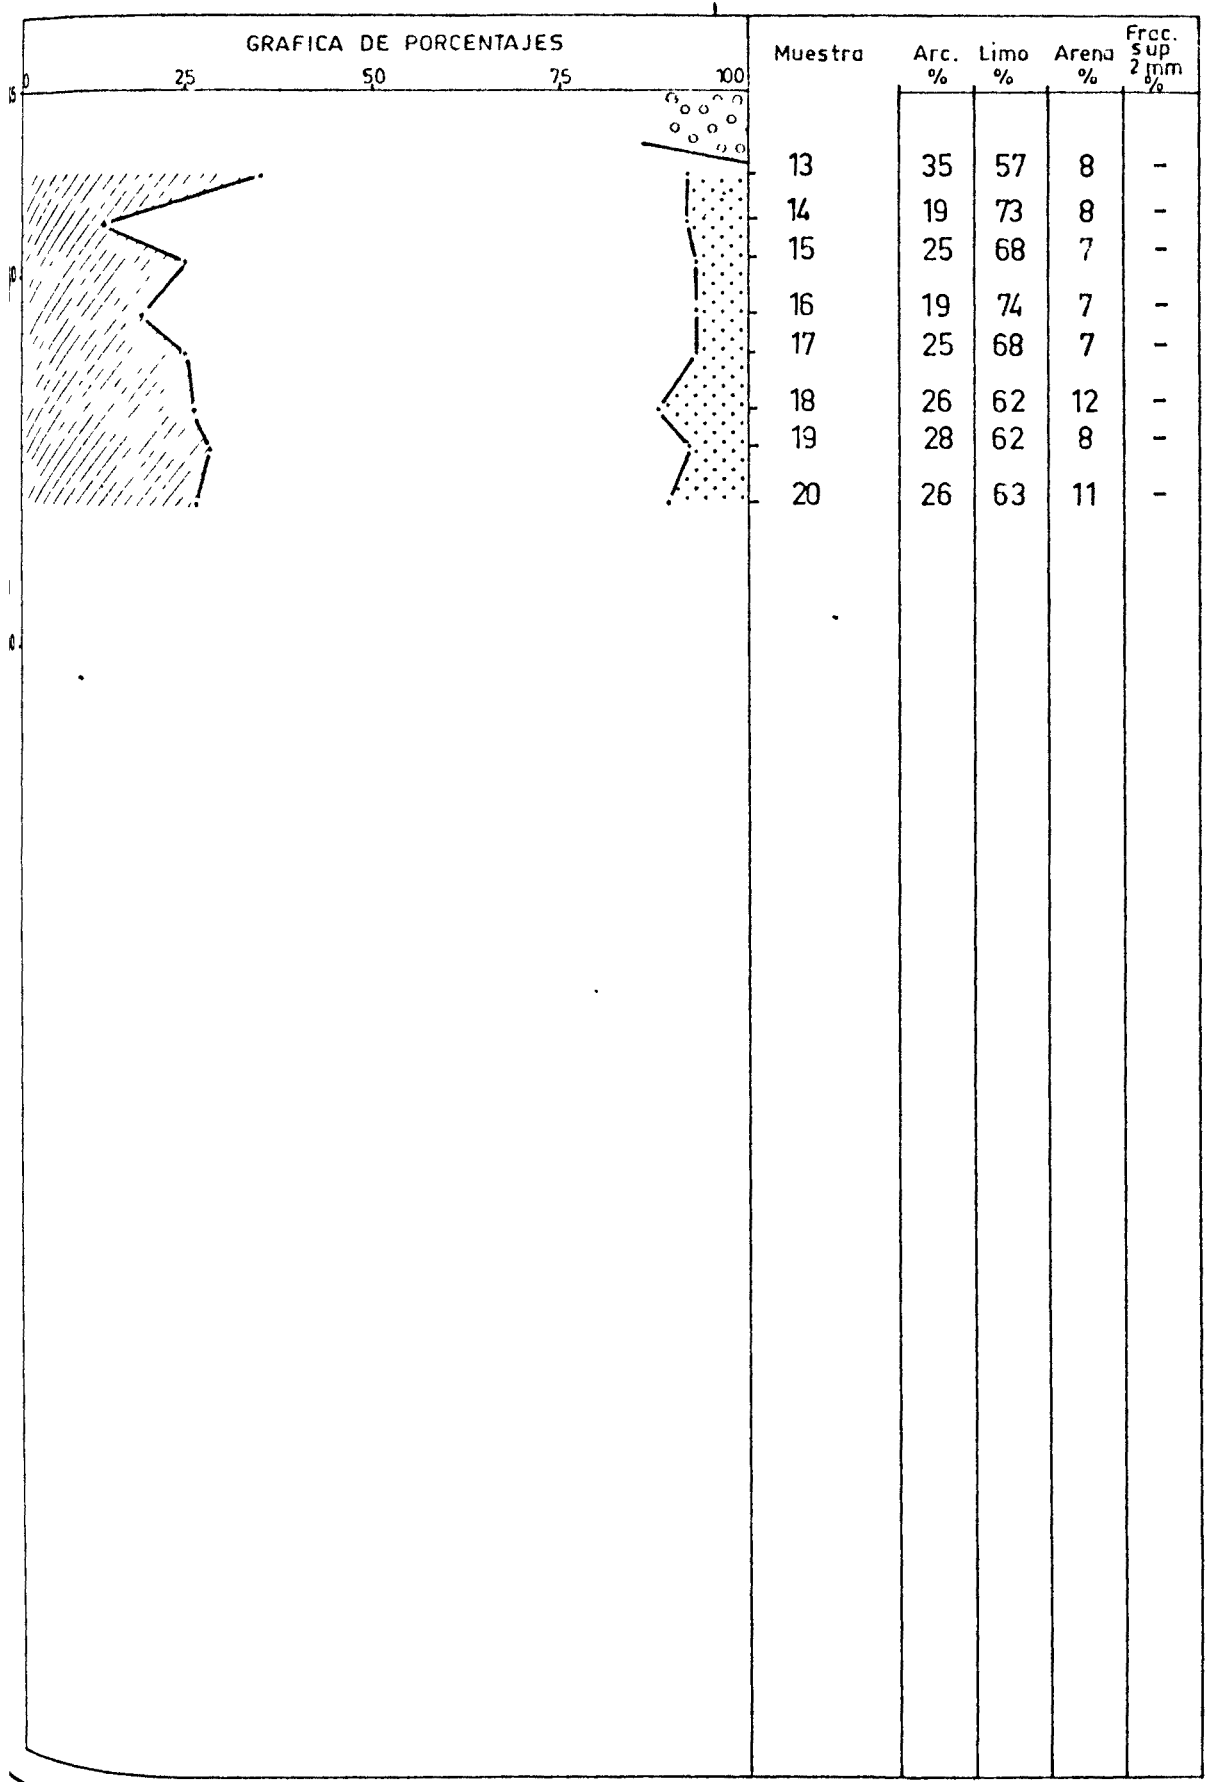 GRAFICA DE PORCENTAJES
0 25 50 75 100
Muestra Arc. % Limo % Arena % Frac. sup 2 mm %
13 35 57 8 -
14 19 73 8 -
15 25 68 7 -
16 19 74 7 -
17 25 68 7 -
18 26 62 12 -
19 28 62 8 -
20 26 63 11 -